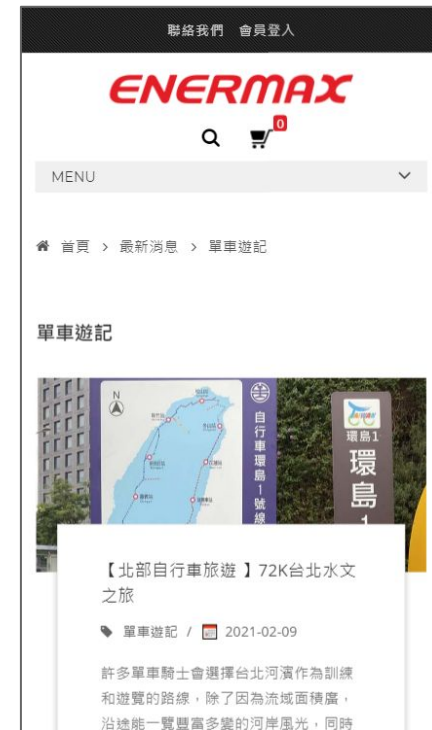 聯絡我們 會員登入
ENERMAX
0
MENU
首頁 > 最新消息 > 單車遊記
單車遊記
N
自行車環島1號線
環島1
環島1
【北部自行車旅遊 】72K台北水文
之旅
單車遊記 / 2021-02-09
許多單車騎士會選擇台北河濱作為訓練
和遊覽的路線，除了因為流域面積廣，
沿途能一覽豐富多變的河岸風光，同時